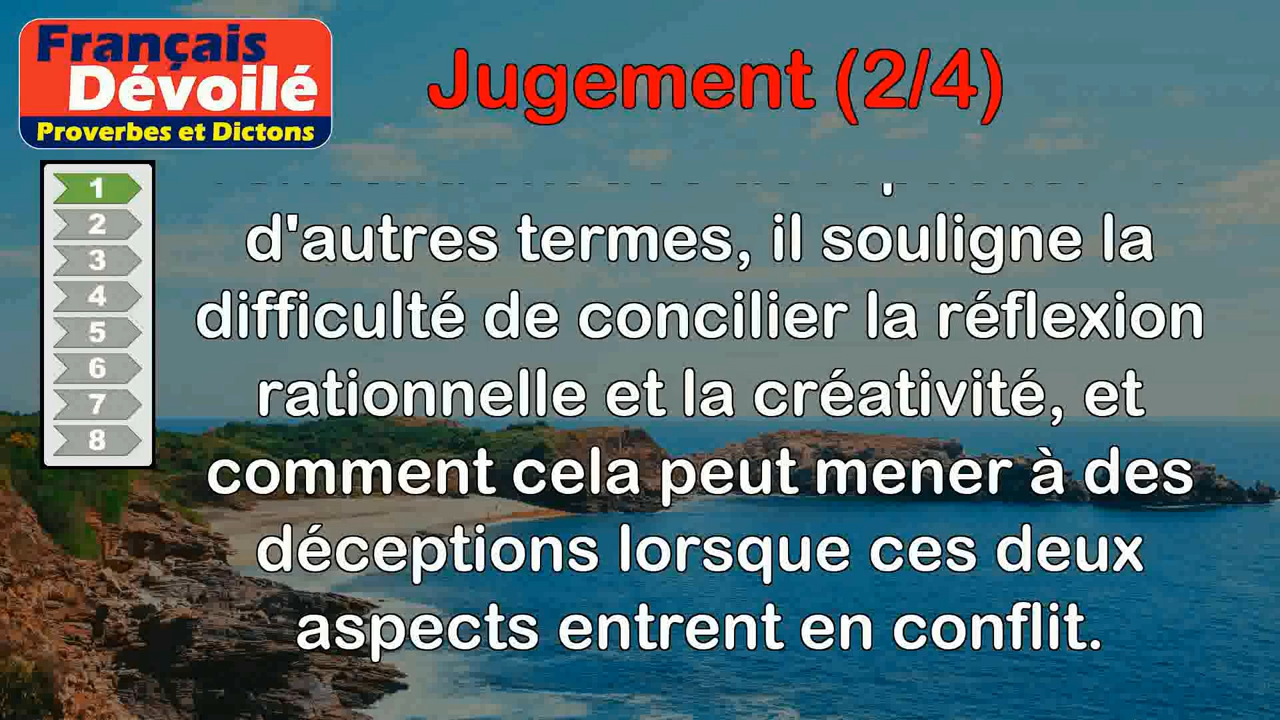 Français
Dévoilé
Proverbes et Dictons
Jugement (2/4)
1
2
3
4
5
6
7
8
d'autres termes, il souligne la
difficulté de concilier la réflexion
rationnelle et la créativité, et
comment cela peut mener à des
déceptions lorsque ces deux
aspects entrent en conflit.